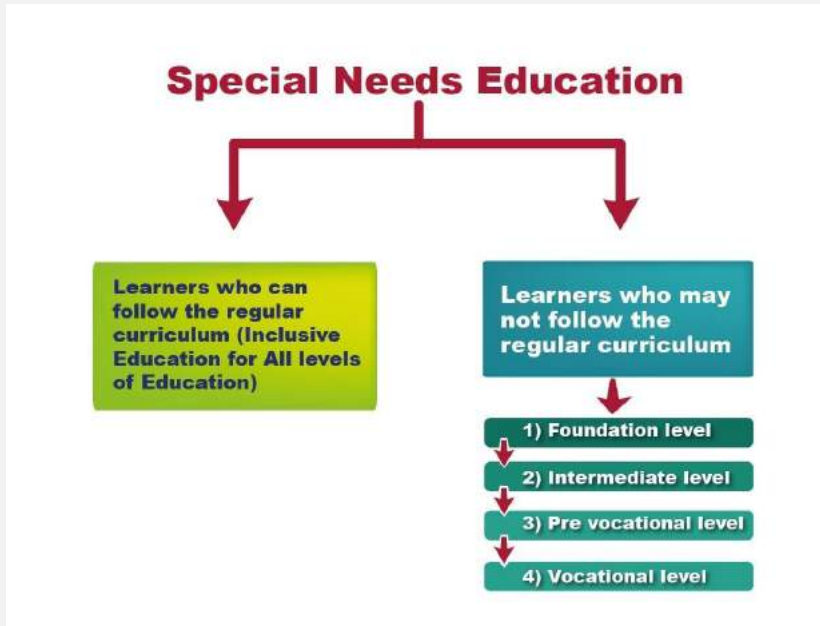 Special Needs Education
Learners who can
follow the regular
curriculum (Inclusive
Education for All levels
of Education)
Learners who may
not follow the
regular curriculum
1) Foundation level
2) Intermediate level
3) Pre vocational level
4) Vocational level